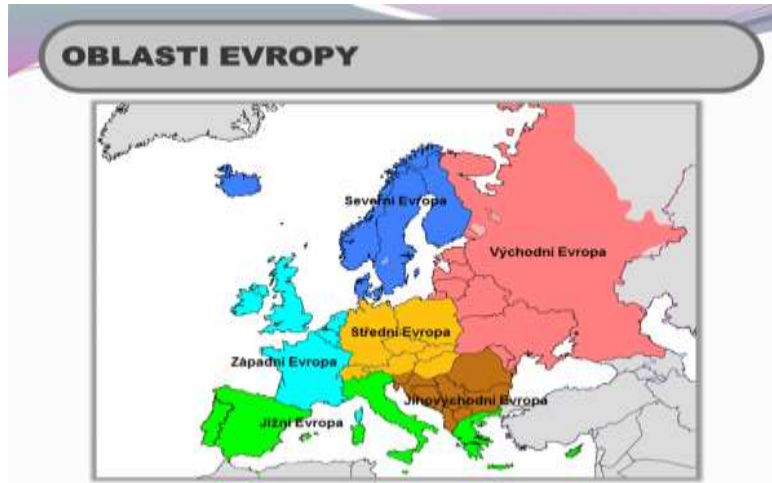 OBLASTI EVROPY
Severní Evropa
Východní Evropa
Střední Evropa
Západní Evropa
Jihovýchodní Evropa
Jižní Evropa